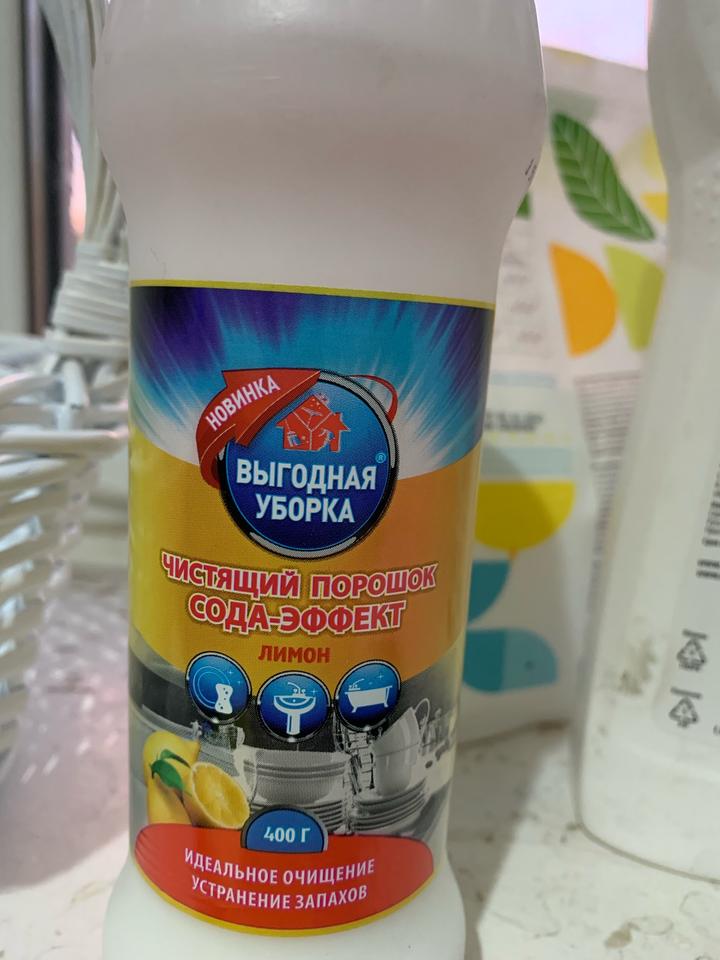 НОВИНКА
ВЫГОДНАЯ®
УБОРКА
ЧИСТЯЩИЙ ПОРОШОК
СОДА-ЭФФЕКТ
ЛИМОН
400 Г
ИДЕАЛЬНОЕ ОЧИЩЕНИЕ
УСТРАНЕНИЕ ЗАПАХОВ